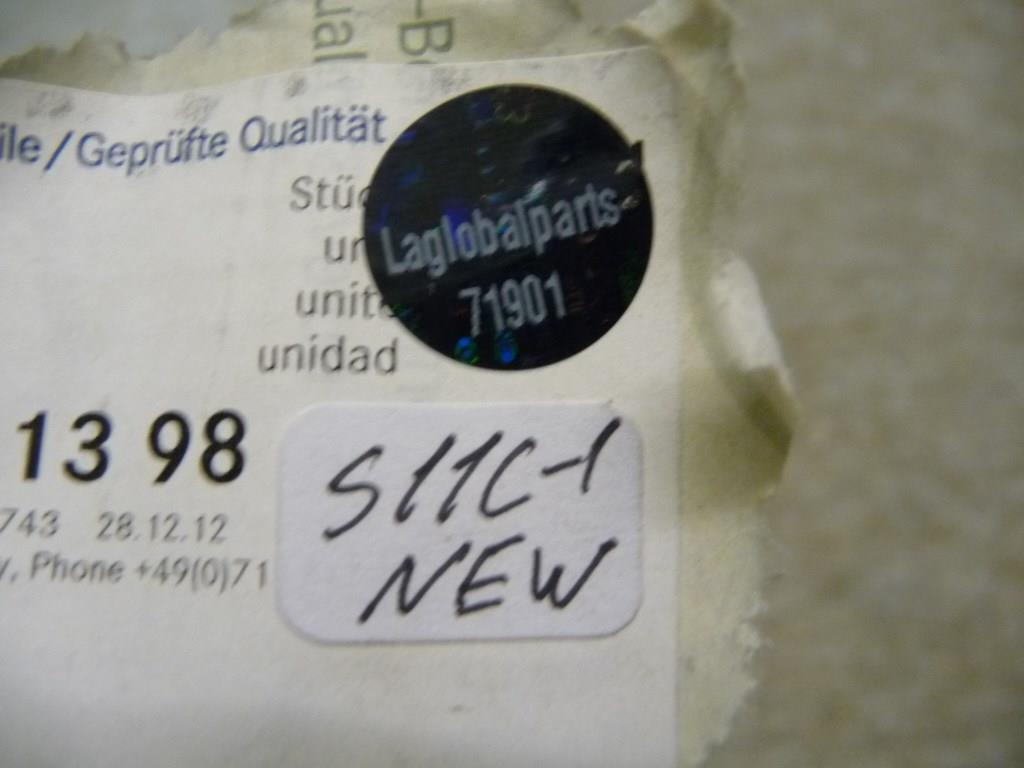 ile/Geprüfte Qualität
Laglobalparts
71901
unidad
13 98
743 28.12.12
y, Phone +49(0)71
S11C-1
NEW